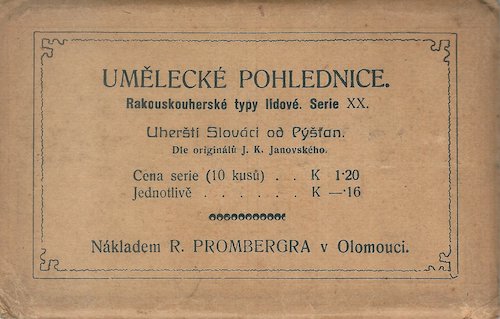 UMĚLECKÉ POHLEDNICE.
Rakouskouherské typy lidové. Serie XX.
Uherští Slováci od Pýšťan.
Dle originálů J. K. Janovského.
Cena serie (10 kusů) . . K 1·20
Jednotlivě . . . . . . K —·16
Nákladem R. PROMBERGRA v Olomouci.